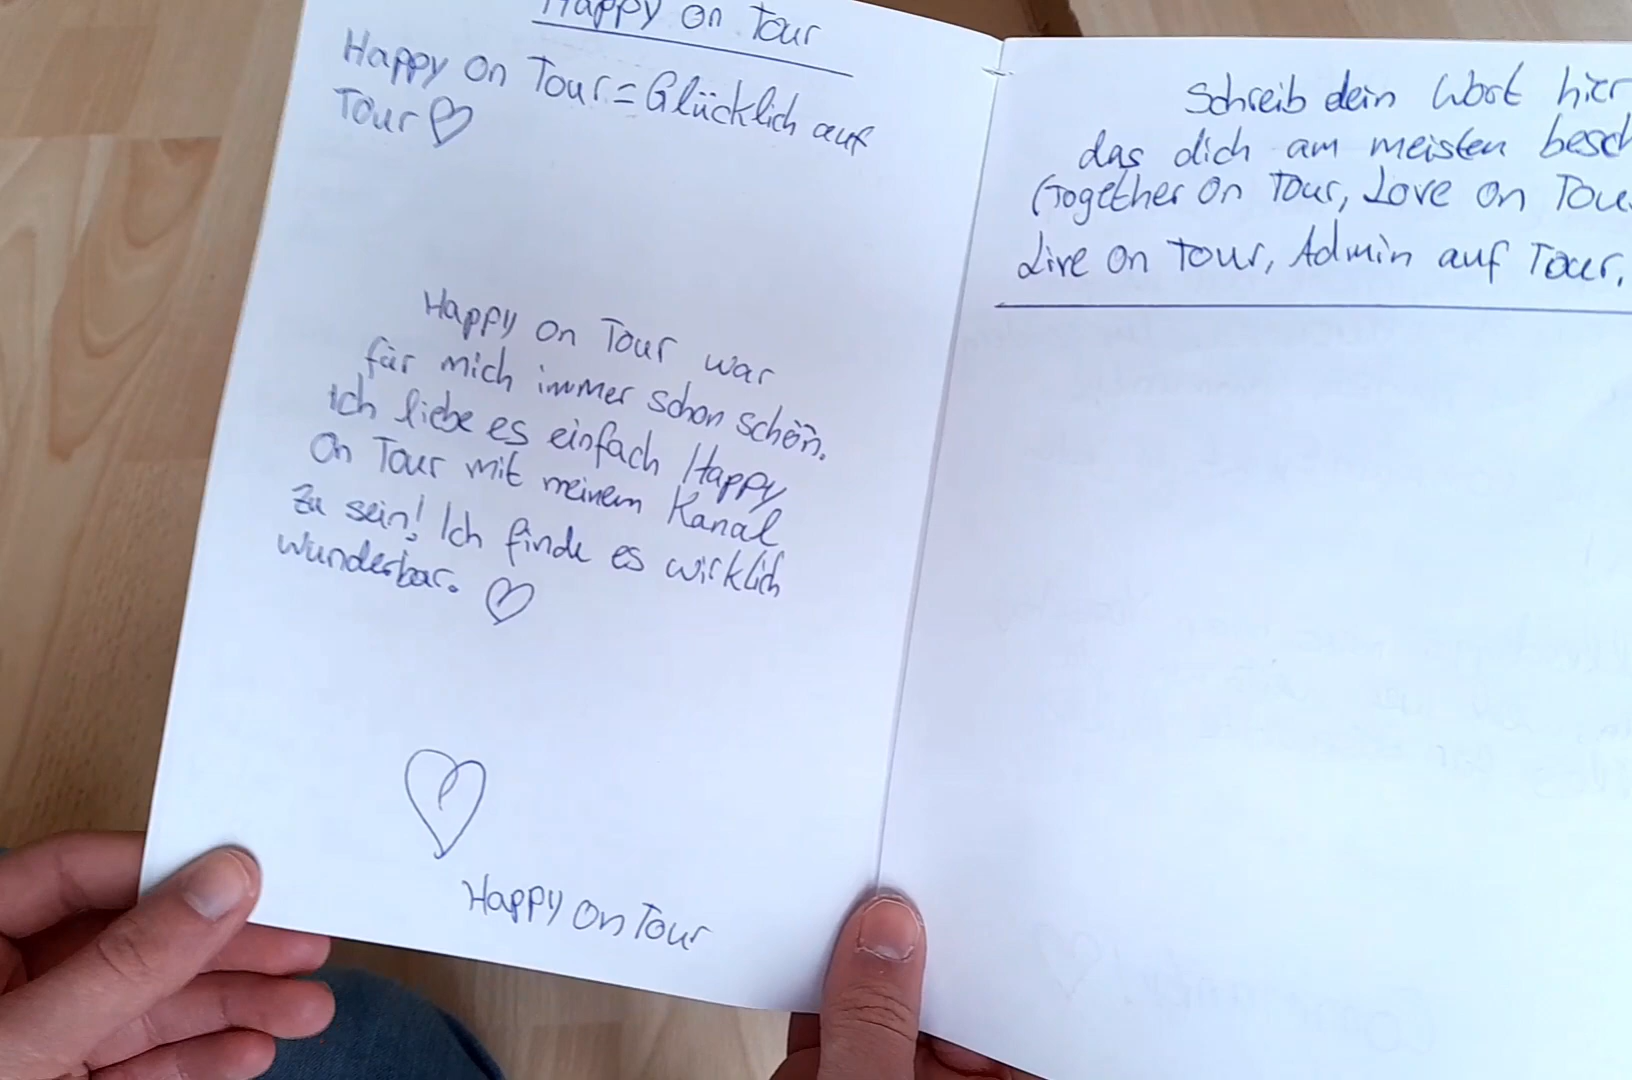 Happy on Tour
Happy on Tour = Glücklich auf
Tour ♡
Happy on Tour war
für mich immer schon schön.
Ich liebe es einfach Happy
on Tour mit meinem Kanal
zu sein! Ich finde es wirklich
wunderbar. ♡
Happy on Tour
Schreib dein Wort hier
das dich am meisten besch
(Together on Tour, Love on Tou
Live on Tour, Admin auf Tour,